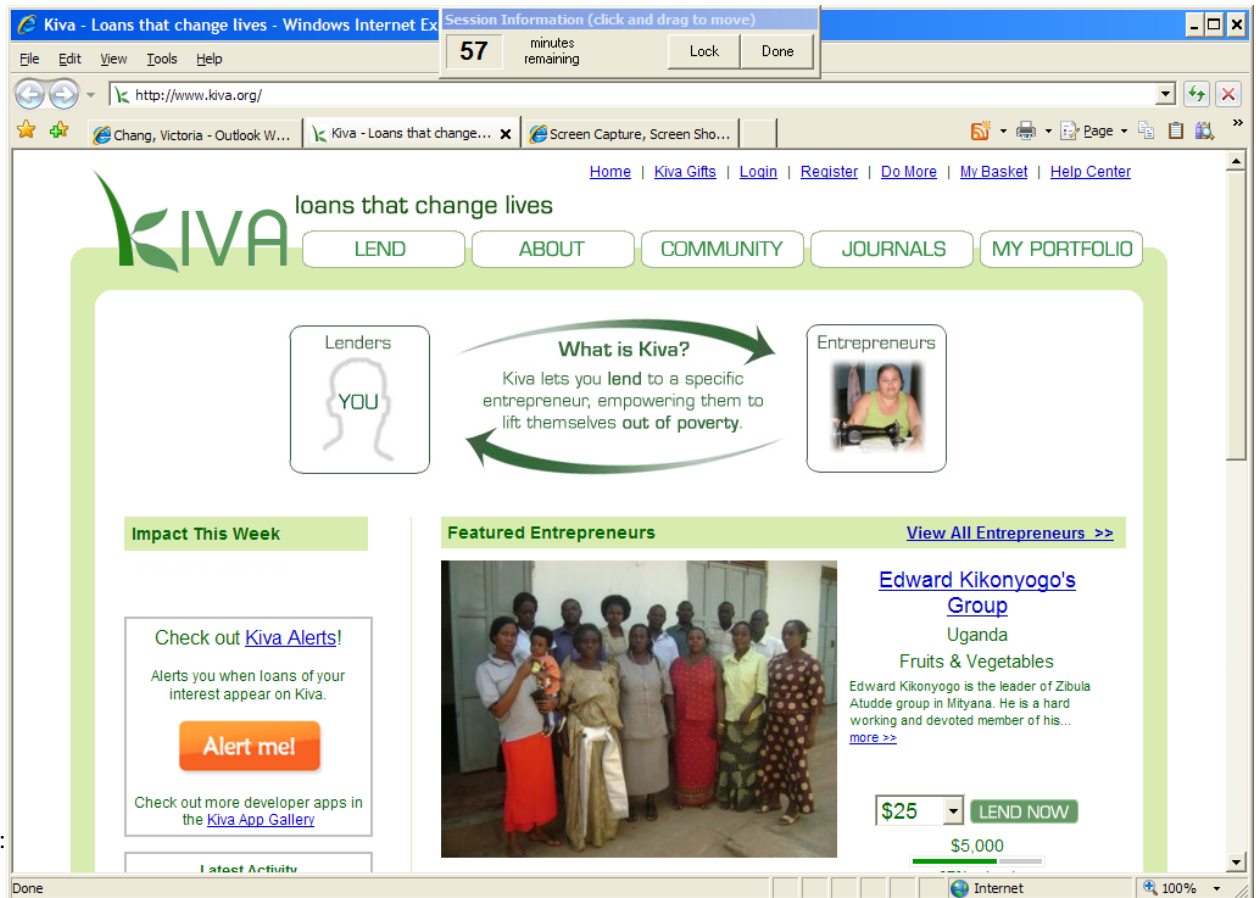 Kiva - Loans that change lives - Windows Internet Ex
Session Information (click and drag to move)
57 minutes remaining Lock Done
File Edit View Tools Help
http://www.kiva.org/
Chang, Victoria - Outlook W... Kiva - Loans that change... Screen Capture, Screen Sho... Page
Home | Kiva Gifts | Login | Register | Do More | My Basket | Help Center
KIVA loans that change lives
LEND ABOUT COMMUNITY JOURNALS MY PORTFOLIO
Lenders
YOU
What is Kiva?
Kiva lets you lend to a specific
entrepreneur, empowering them to
lift themselves out of poverty.
Entrepreneurs
Impact This Week
Check out Kiva Alerts!
Alerts you when loans of your
interest appear on Kiva.
Alert me!
Check out more developer apps in
the Kiva App Gallery
Latest Activity
Featured Entrepreneurs View All Entrepreneurs >>
Edward Kikonyogo's
Group
Uganda
Fruits & Vegetables
Edward Kikonyogo is the leader of Zibula
Atudde group in Mityana. He is a hard
working and devoted member of his...
more >>
$25 LEND NOW
$5,000
:
Done Internet 100%